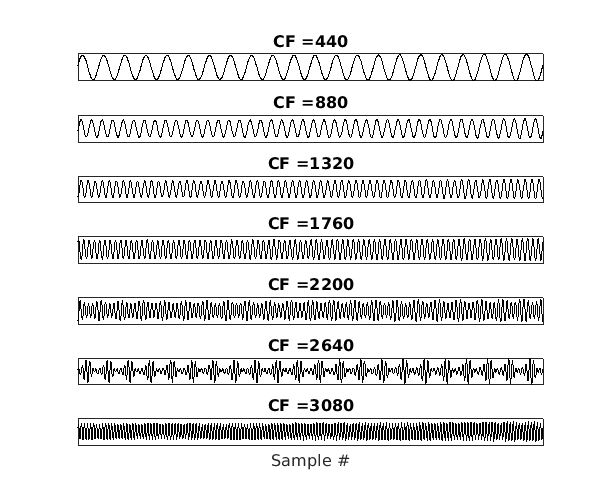 CF =440
CF =880
CF =1320
CF =1760
CF =2200
CF =2640
CF =3080
Sample #